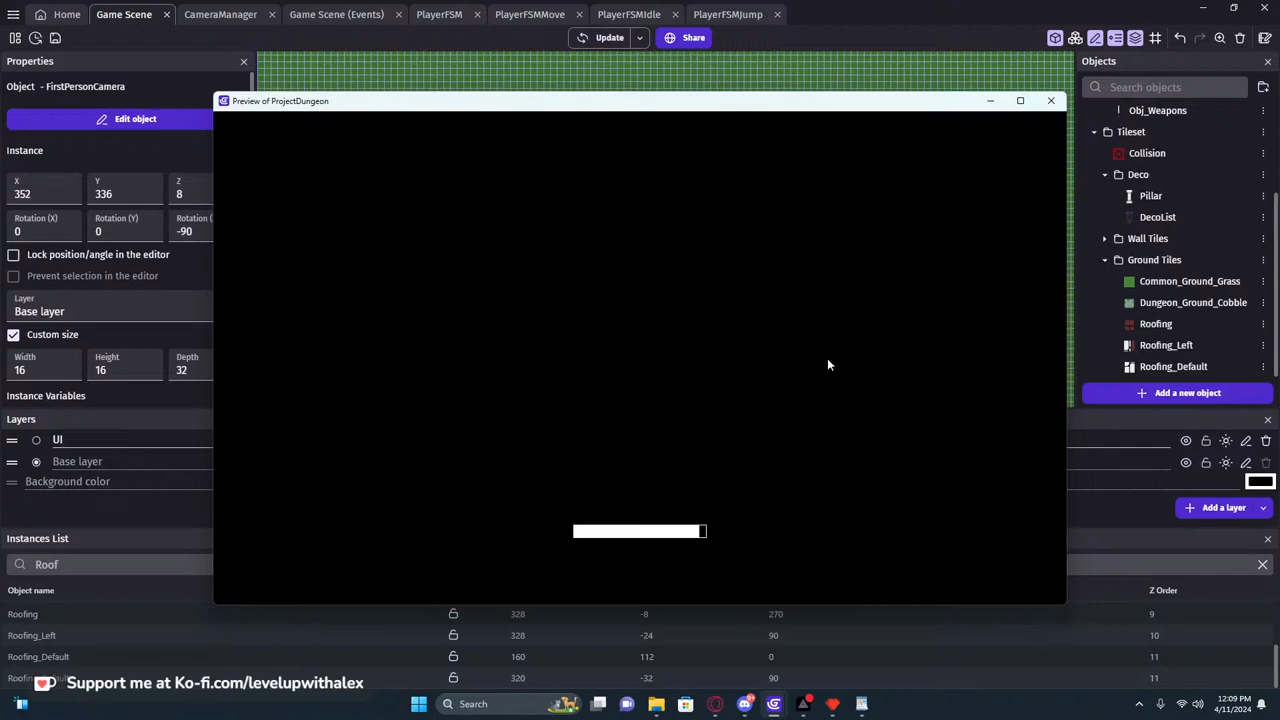 Home
Game Scene
CameraManager
Game Scene (Events)
PlayerFSM
PlayerFSMMove
PlayerFSMIdle
PlayerFSMJump
Update
Share
Properties
Object - FirstPersonCamera
Edit object
Instance
X
352
Y
336
Z
8
Rotation (X)
0
Rotation (Y)
0
Rotation (
-90
Lock position/angle in the editor
Prevent selection in the editor
Layer
Base layer
Custom size
Width
16
Height
16
Depth
32
Instance Variables
Preview of ProjectDungeon
Objects
Search objects
Obj_Weapons
Tileset
Collision
Deco
Pillar
DecoList
Wall Tiles
Ground Tiles
Dungeon_Ground_Grass
Dungeon_Ground_Cobble
Roofing
Roofing_Left
Roofing_Default
Add a new object
Layers
UI
Base layer
Background color
Add a layer
Instances List
Roof
Object name
Z Order
Roofing 328 -8 270 9
Roofing_Left 328 -24 90 10
Roofing_Default 160 112 0 11
320 -32 90 11
Support me at Ko-fi.com/levelupwithalex
Search
12:09 PM
4/11/2024